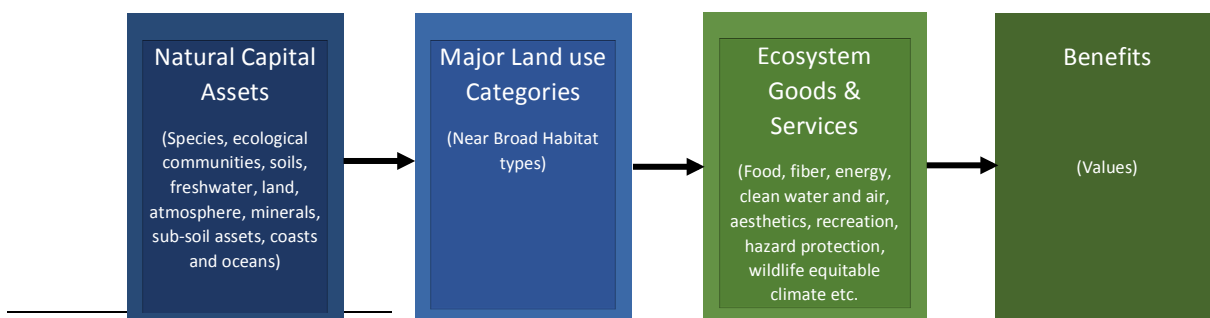 Natural Capital
Assets
(Species, ecological
communities, soils,
freshwater, land,
atmosphere, minerals,
sub-soil assets, coasts
and oceans)
Major Land use
Categories
(Near Broad Habitat
types)
Ecosystem
Goods &
Services
(Food, fiber, energy,
clean water and air,
aesthetics, recreation,
hazard protection,
wildlife equitable
climate etc.
Benefits
(Values)